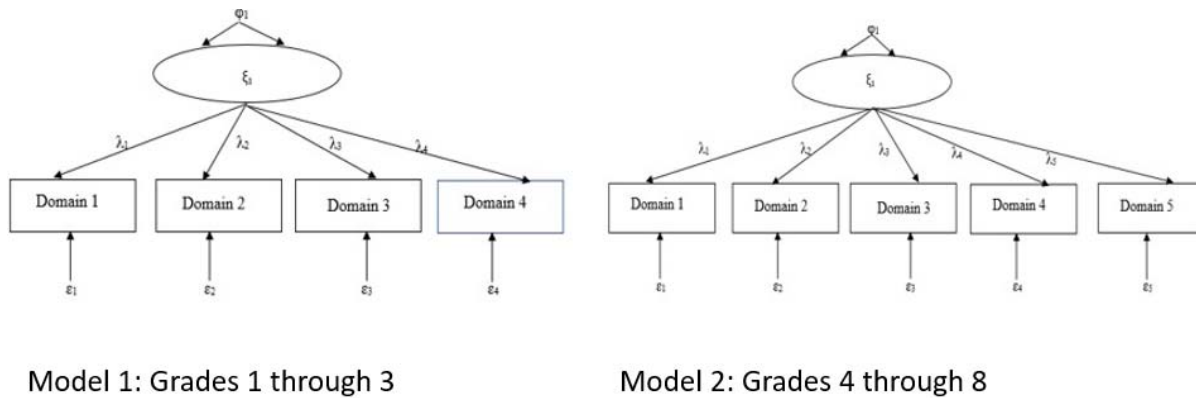 φ₁
ξ₁
λ₁ λ₂ λ₃ λ₄
Domain 1 Domain 2 Domain 3 Domain 4
ε₁ ε₂ ε₃ ε₄
Model 1: Grades 1 through 3
φ₁
ξ₁
λ₁ λ₂ λ₃ λ₄ λ₅
Domain 1 Domain 2 Domain 3 Domain 4 Domain 5
ε₁ ε₂ ε₃ ε₄ ε₅
Model 2: Grades 4 through 8